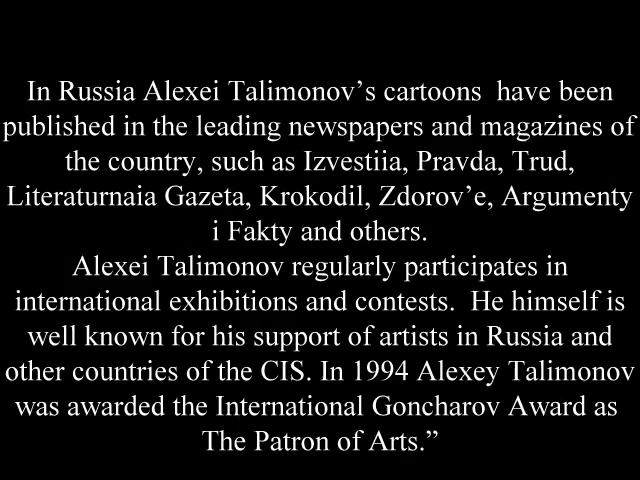 In Russia Alexei Talimonov’s cartoons  have been
published in the leading newspapers and magazines of
the country, such as Izvestiia, Pravda, Trud,
Literaturnaia Gazeta, Krokodil, Zdorov’e, Argumenty
i Fakty and others.
Alexei Talimonov regularly participates in
international exhibitions and contests.  He himself is
well known for his support of artists in Russia and
other countries of the CIS. In 1994 Alexey Talimonov
was awarded the International Goncharov Award as
The Patron of Arts.”